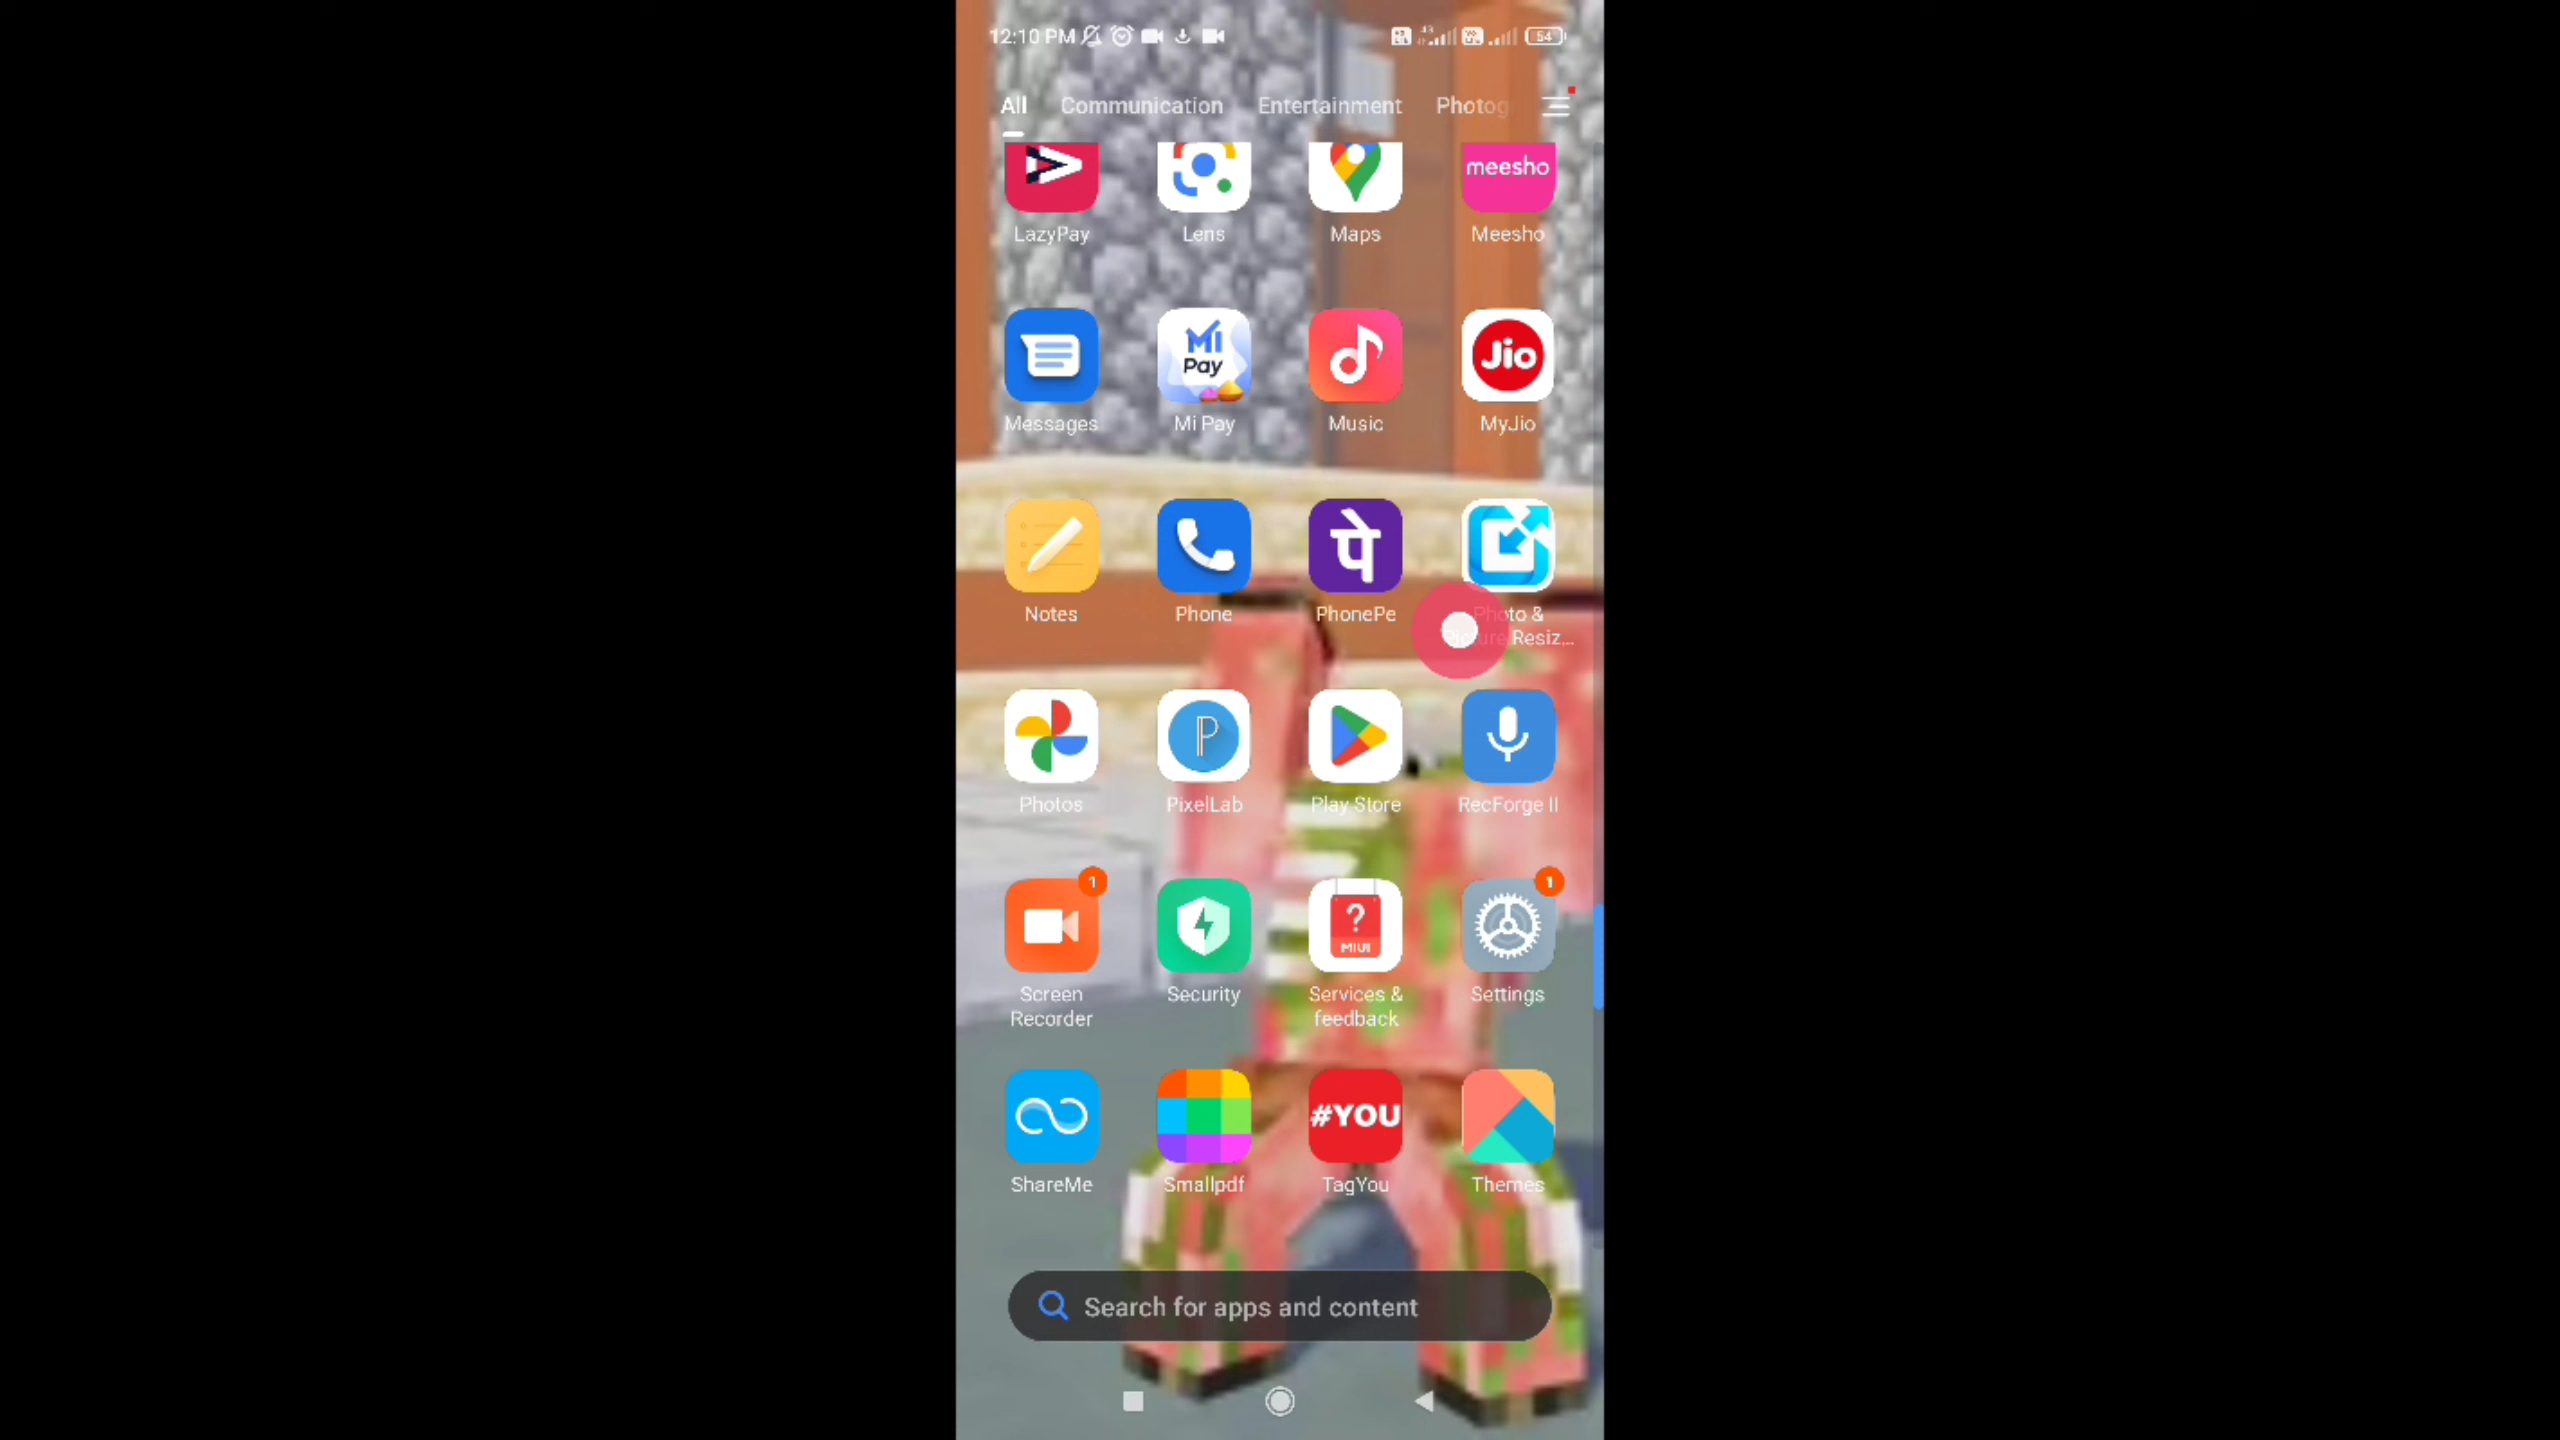 12:10 PM 54
All Communication Entertainment Photog
meesho
LazyPay Lens Maps Meesho
Mi
Pay
Jio
Messages Mi Pay Music MyJio
पे
Notes Phone PhonePe Photo &
Picture Resiz...
P
Photos PixelLab Play Store RecForge II
1 1
?
MIUI
Screen Security Services & Settings
Recorder feedback
#YOU
ShareMe Smallpdf TagYou Themes
Search for apps and content